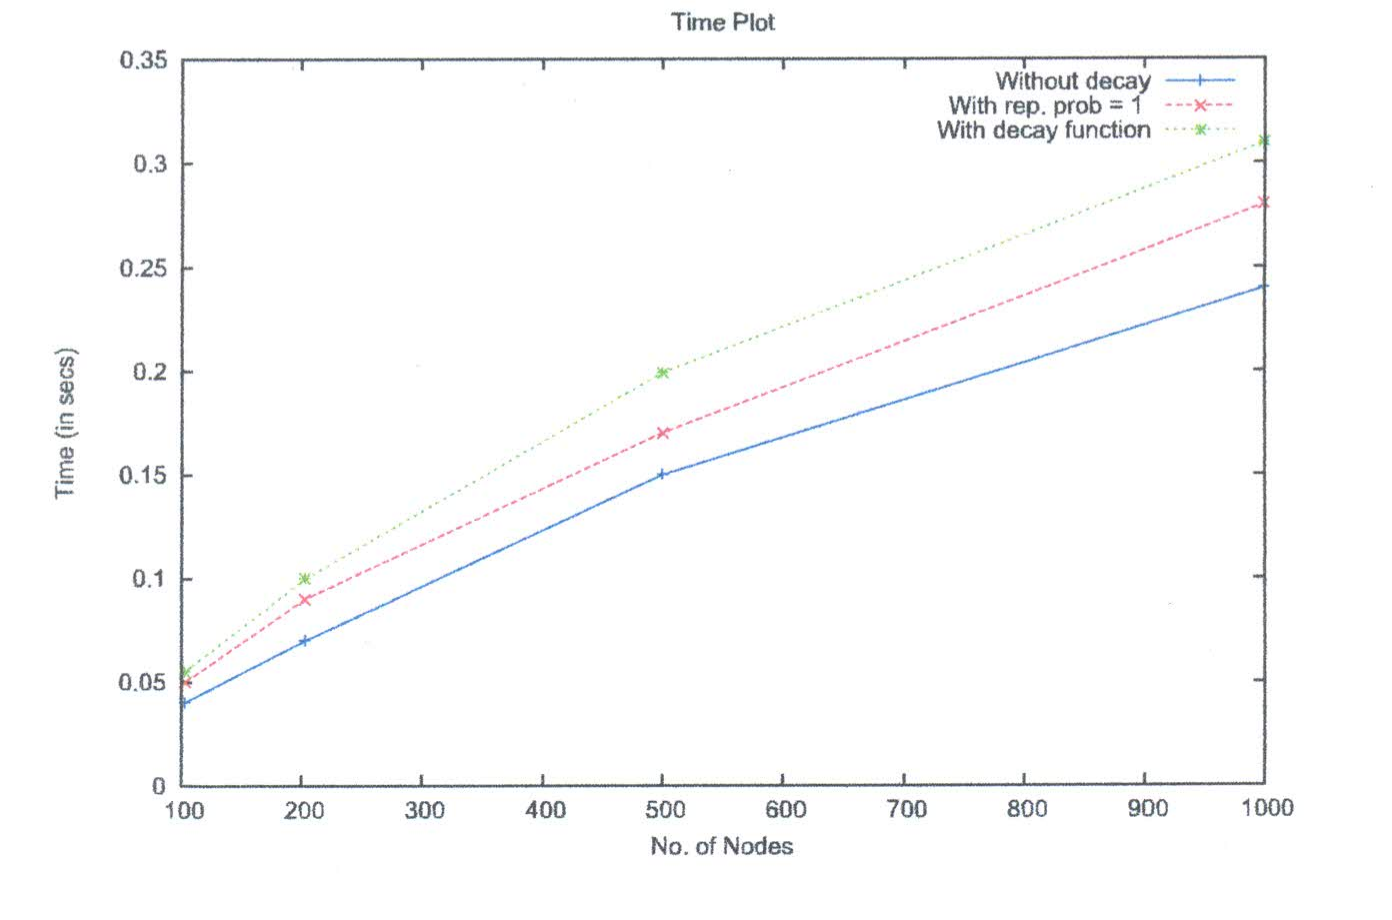 Time Plot
0.35
0.3
0.25
0.2
0.15
0.1
0.05
0
Time (in secs)
Without decay
With rep. prob = 1
With decay function
100 200 300 400 500 600 700 800 900 1000
No. of Nodes